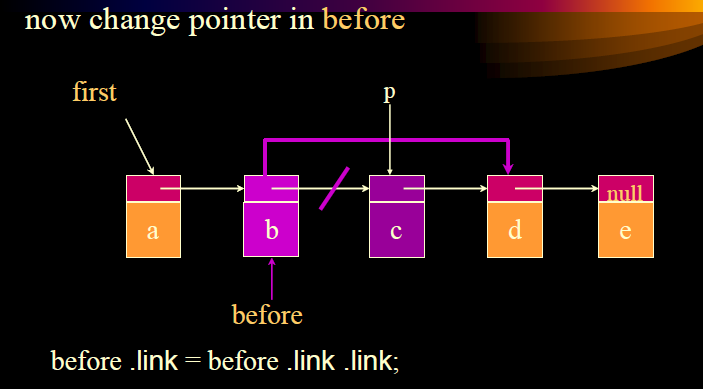 now change pointer in before
first
p
null
a
b
c
d
e
before
before .link = before .link .link;